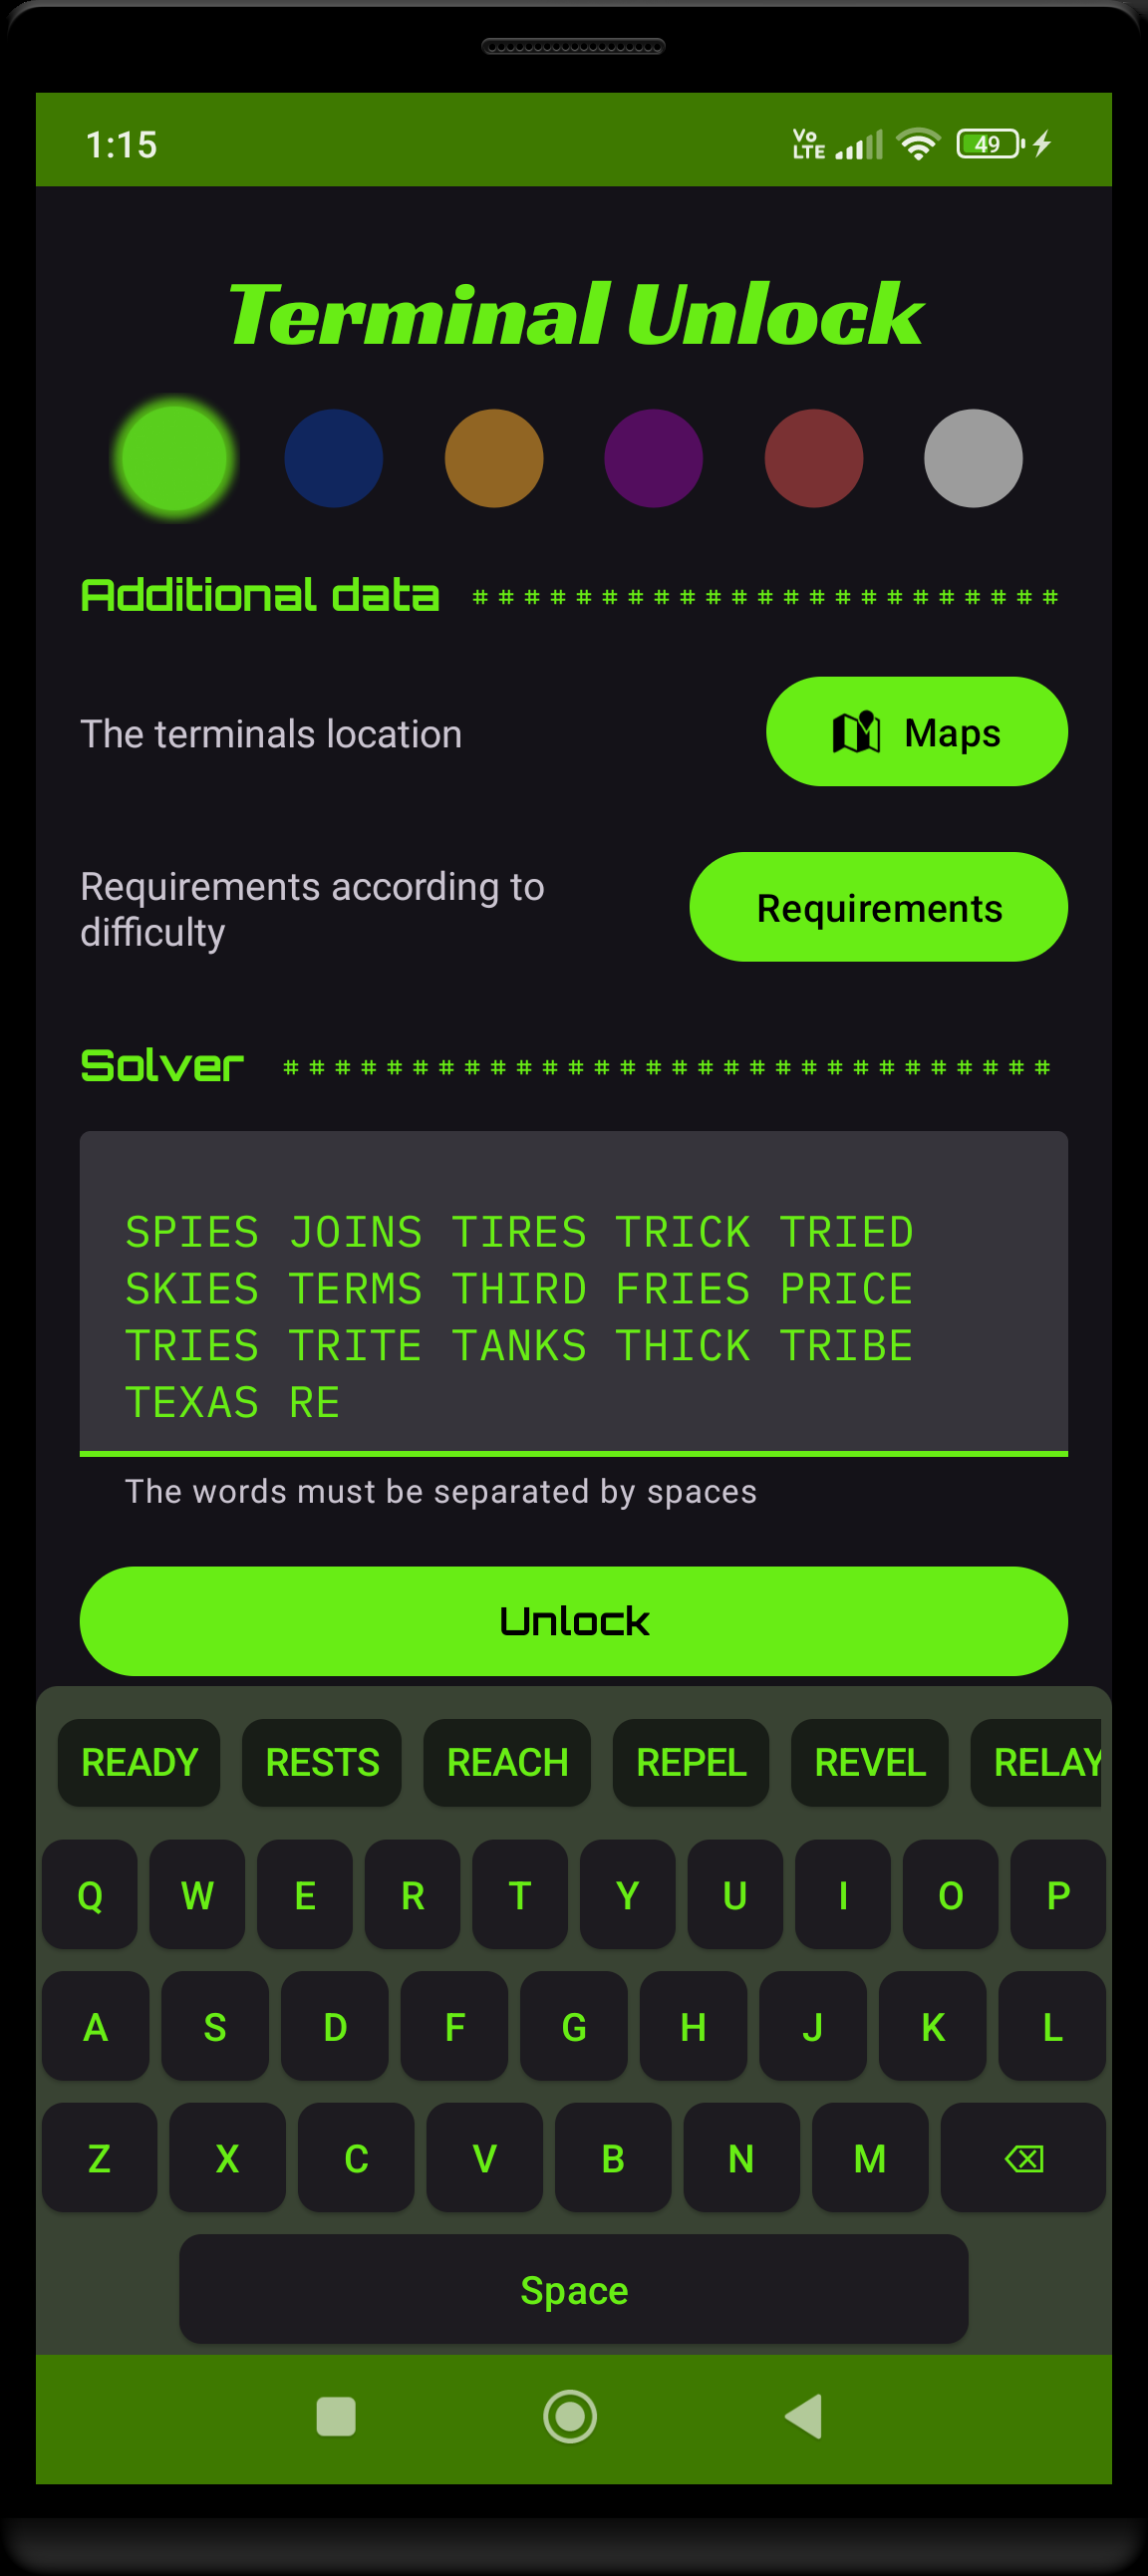 1:15 Vo LTE 49
Terminal Unlock
Additional data # # # # # # # # # # # # # # # # # # # # # # #
The terminals location Maps
Requirements according to
difficulty
Requirements
Solver # # # # # # # # # # # # # # # # # # # # # # # # # # # # # #
SPIES JOINS TIRES TRICK TRIED
SKIES TERMS THIRD FRIES PRICE
TRIES TRITE TANKS THICK TRIBE
TEXAS RE
The words must be separated by spaces
Unlock
READY RESTS REACH REPEL REVEL RELAY
Q W E R T Y U I O P
A S D F G H J K L
Z X C V B N M
Space